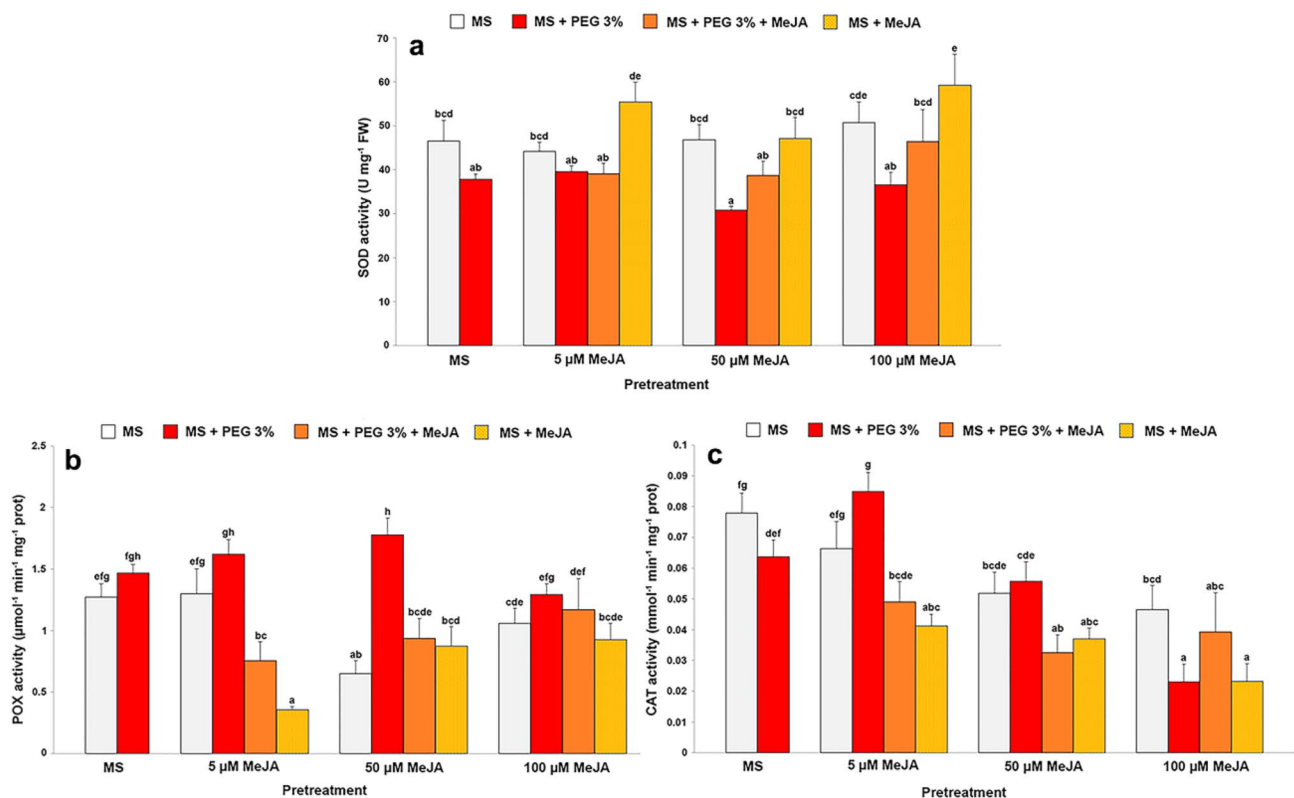 MS MS + PEG 3% MS + PEG 3% + MeJA MS + MeJA
a
SOD activity (U mg⁻¹ FW)
70
60
50
40
30
20
10
0
bcd ab bcd ab ab de bcd a ab bcd cde ab bcd e
MS 5 µM MeJA 50 µM MeJA 100 µM MeJA
Pretreatment
MS MS + PEG 3% MS + PEG 3% + MeJA MS + MeJA
b
POX activity (µmol⁻¹ min⁻¹ mg⁻¹ prot)
2.5
2
1.5
1
0.5
0
efg fgh efg gh bc a ab h bcde bcd cde efg def bcde
MS 5 µM MeJA 50 µM MeJA 100 µM MeJA
Pretreatment
MS MS + PEG 3% MS + PEG 3% + MeJA MS + MeJA
c
CAT activity (mmol⁻¹ min⁻¹ mg⁻¹ prot)
0.1
0.09
0.08
0.07
0.06
0.05
0.04
0.03
0.02
0.01
0
fg def efg g bcde abc bcde cde ab abc bcd a abc a
MS 5 µM MeJA 50 µM MeJA 100 µM MeJA
Pretreatment